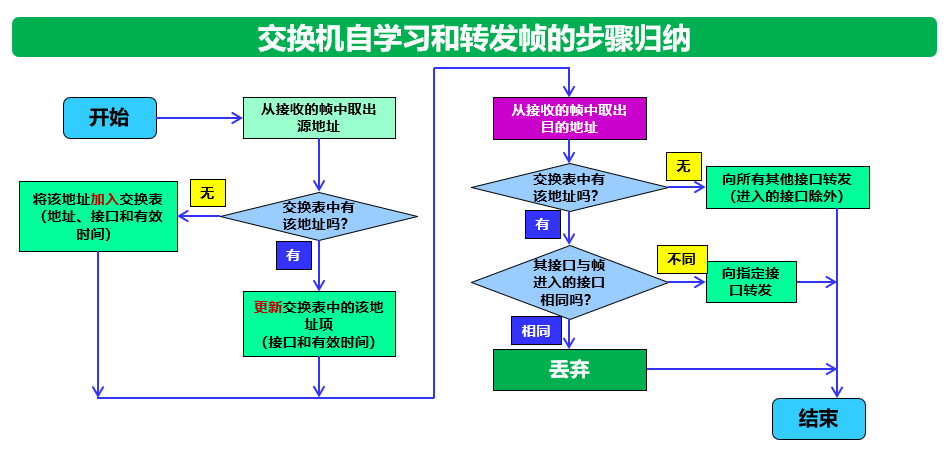 交换机自学习和转发帧的步骤归纳
开始
从接收的帧中取出
源地址
交换表中有
该地址吗？
无
将该地址加入交换表
（地址、接口和有效
时间）
有
更新交换表中的该地
址项
（接口和有效时间）
从接收的帧中取出
目的地址
交换表中有
该地址吗？
无
向所有其他接口转发
（进入的接口除外）
有
其接口与帧
进入的接口
相同吗？
不同
向指定接
口转发
相同
丢弃
结束